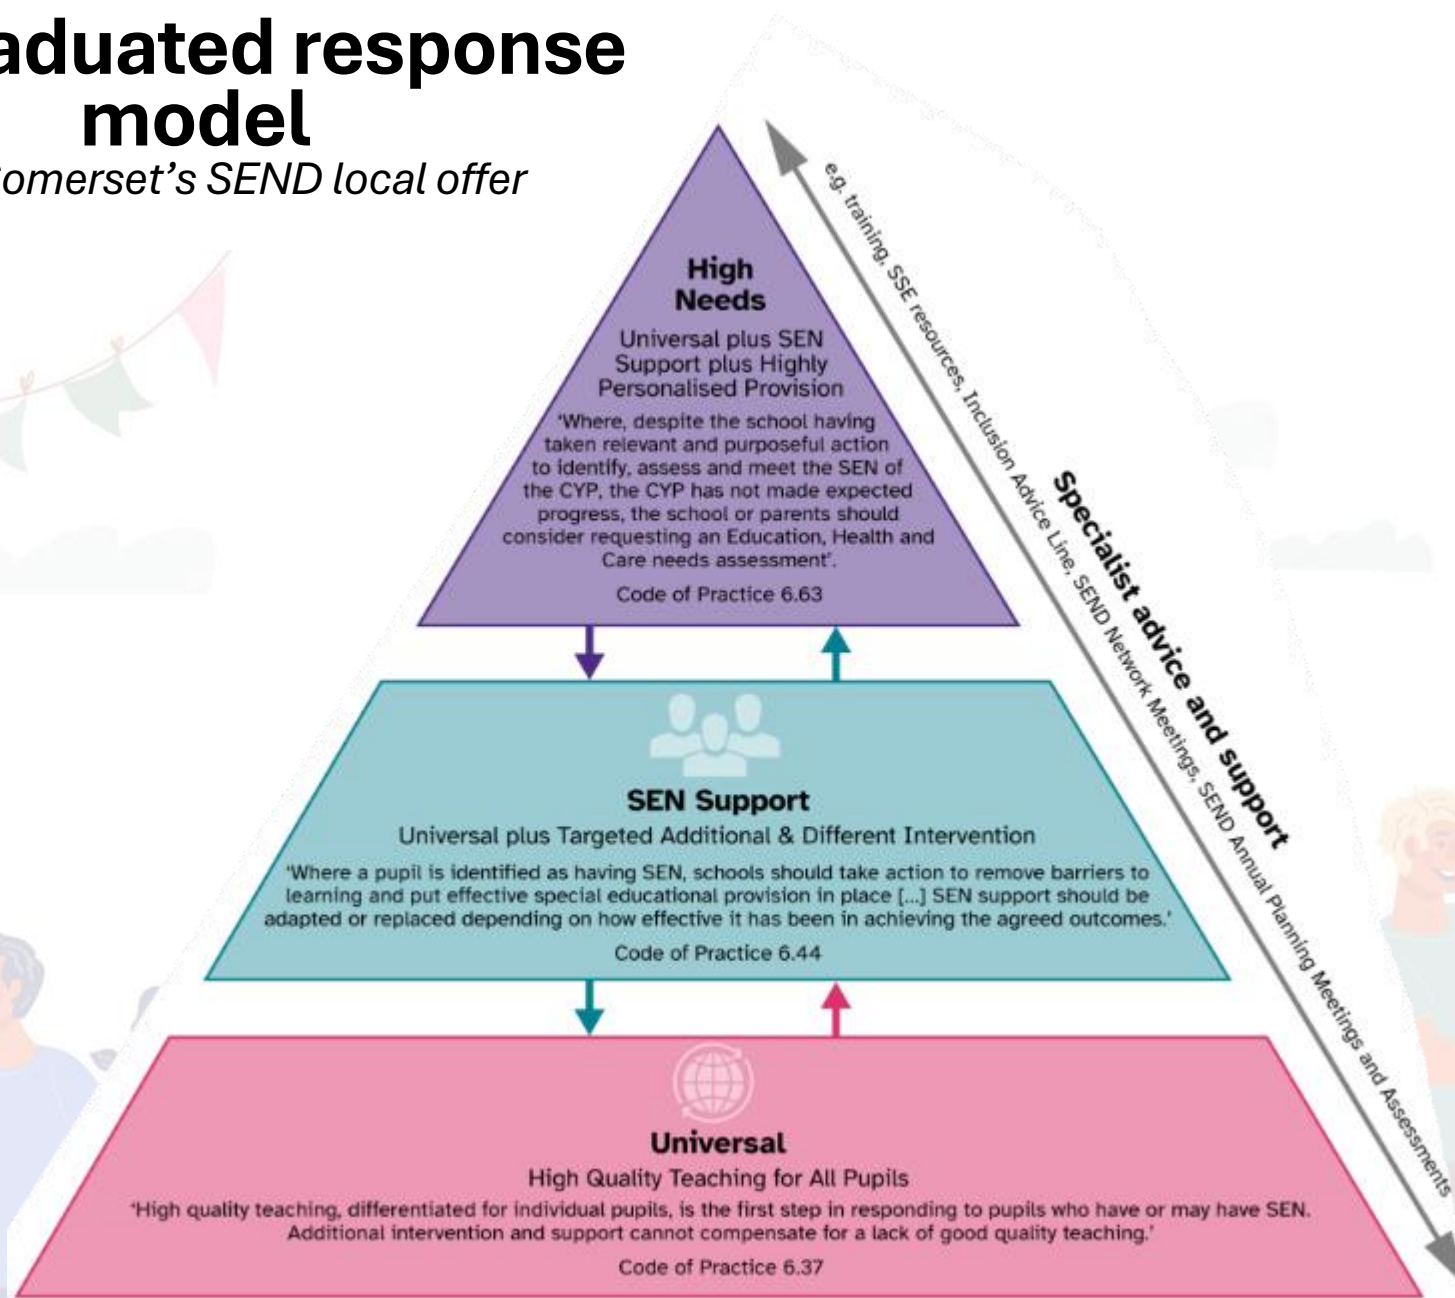 aduated response
model
omerset’s SEND local offer
High
Needs
Universal plus SEN
Support plus Highly
Personalised Provision
‘Where, despite the school having
taken relevant and purposeful action
to identify, assess and meet the SEN of
the CYP, the CYP has not made expected
progress, the school or parents should
consider requesting an Education, Health and
Care needs assessment’.
Code of Practice 6.63
SEN Support
Universal plus Targeted Additional & Different Intervention
‘Where a pupil is identified as having SEN, schools should take action to remove barriers to
learning and put effective special educational provision in place [...] SEN support should be
adapted or replaced depending on how effective it has been in achieving the agreed outcomes.’
Code of Practice 6.44
Universal
High Quality Teaching for All Pupils
‘High quality teaching, differentiated for individual pupils, is the first step in responding to pupils who have or may have SEN.
Additional intervention and support cannot compensate for a lack of good quality teaching.’
Code of Practice 6.37
Specialist advice and support
e.g. training, SSE resources, Inclusion Advice Line, SEND Network Meetings, SEND Annual Planning Meetings and Assessments